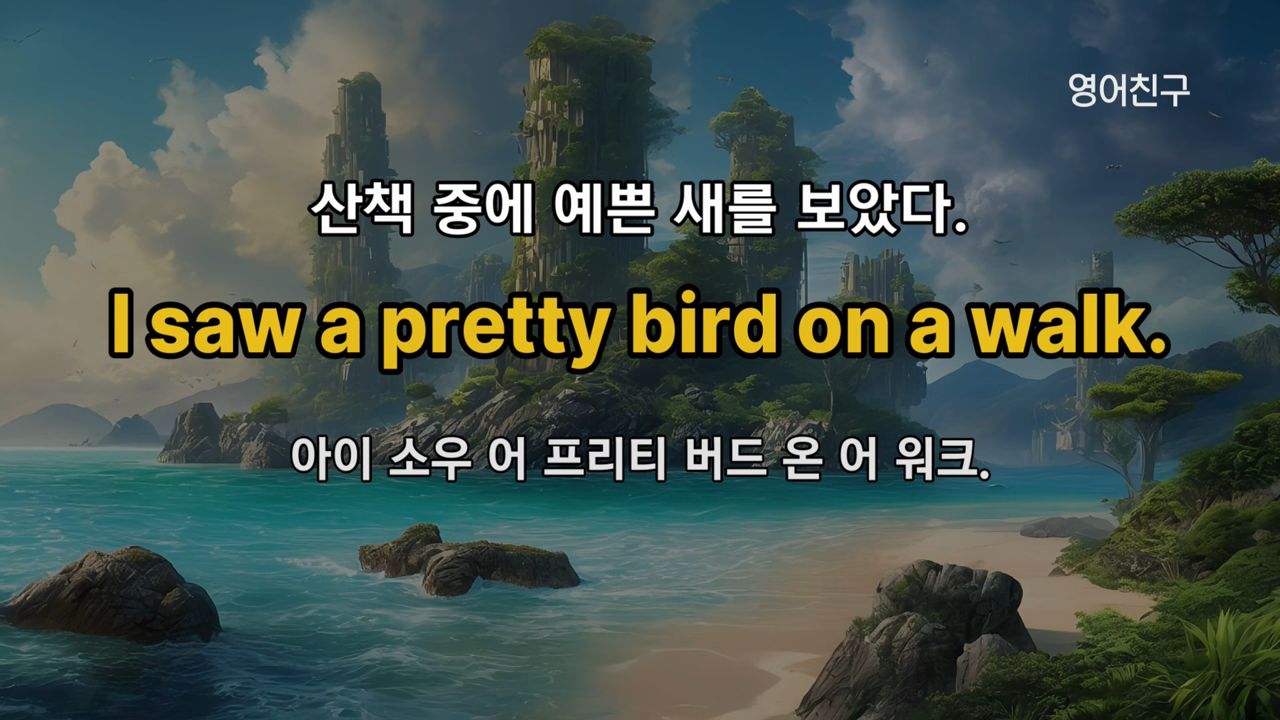 영어친구
산책 중에 예쁜 새를 보았다.
I saw a pretty bird on a walk.
아이 소우 어 프리티 버드 온 어 워크.